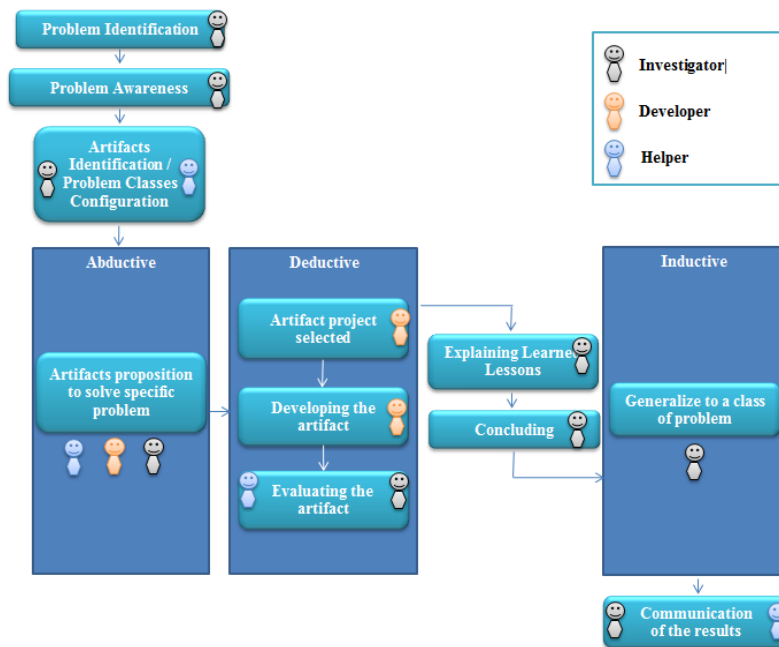 Problem Identification
Problem Awareness
Artifacts
Identification /
Problem Classes
Configuration
Investigator
Developer
Helper
Abductive
Artifacts proposition
to solve specific
problem
Deductive
Artifact project
selected
Developing the
artifact
Evaluating the
artifact
Explaining Learned
Lessons
Concluding
Inductive
Generalize to a class
of problem
Communication
of the results